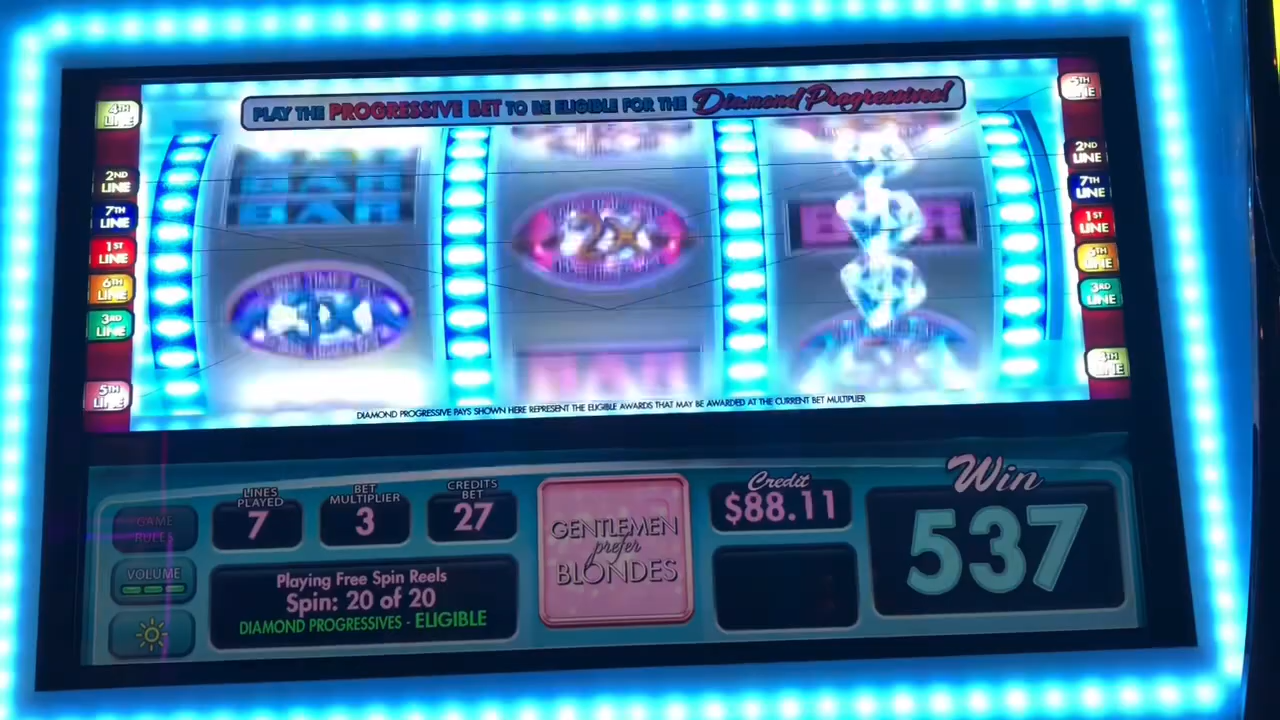 PLAY THE PROGRESSIVE BET TO BE ELIGIBLE FOR THE Diamond Progressives!
4TH LINE
5TH LINE
2ND LINE
2ND LINE
7TH LINE
7TH LINE
1ST LINE
1ST LINE
6TH LINE
6TH LINE
3RD LINE
3RD LINE
5TH LINE
4TH LINE
BAR
2X
BAR
3X
DIAMOND PROGRESSIVE PAYS SHOWN HERE REPRESENT THE ELIGIBLE AWARDS THAT MAY BE AWARDED AT THE CURRENT BET MULTIPLIER
GAME RULES
LINES PLAYED
7
BET MULTIPLIER
3
CREDITS BET
27
GENTLEMEN
prefer
BLONDES
Credit
$88.11
Win
537
VOLUME
Playing Free Spin Reels
Spin: 20 of 20
DIAMOND PROGRESSIVES - ELIGIBLE